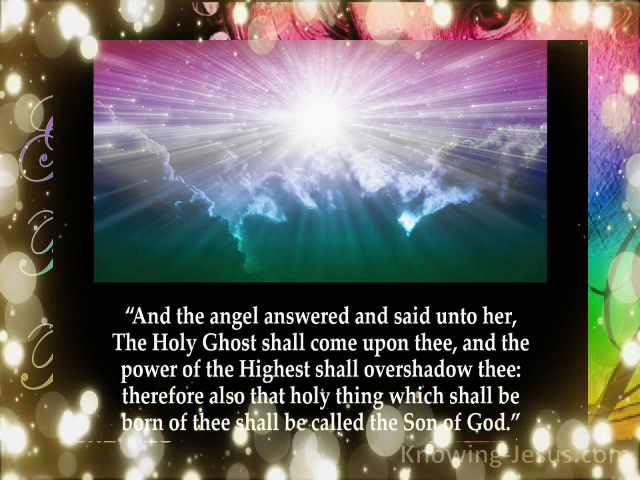 “And the angel answered and said unto her,
The Holy Ghost shall come upon thee, and the
power of the Highest shall overshadow thee:
therefore also that holy thing which shall be
born of thee shall be called the Son of God.”
Knowing-Jesus.com